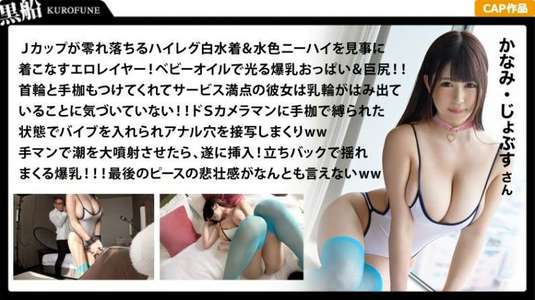 黒船
KUROFUNE
CAP作品
Jカップが零れ落ちるハイレグ白水着&水色ニーハイを見事に
着こなすエロレイヤー!ベビーオイルで光る爆乳おっぱい&巨尻!!
首輪と手枷もつけてくれてサービス満点の彼女は乳輪がはみ出て
いることに気づいていない!!ドSカメラマンに手枷で縛られた
状態でバイブを入れられアナル穴を接写しまくりww
手マンで潮を大噴射させたら、遂に挿入!立ちバックで揺れ
まくる爆乳!!!最後のピースの悲壮感がなんとも言えないww
かなみ・じょぶすさん